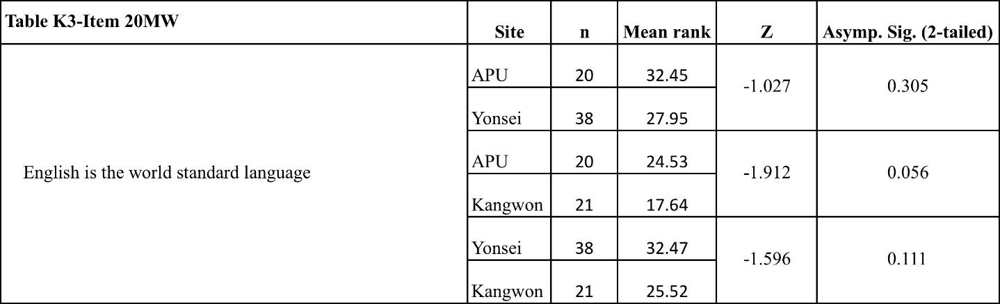 Table K3-Item 20MW
Site n Mean rank Z Asymp. Sig. (2-tailed)
APU 20 32.45
-1.027 0.305
Yonsei 38 27.95
English is the world standard language
APU 20 24.53
-1.912 0.056
Kangwon 21 17.64
Yonsei 38 32.47
-1.596 0.111
Kangwon 21 25.52